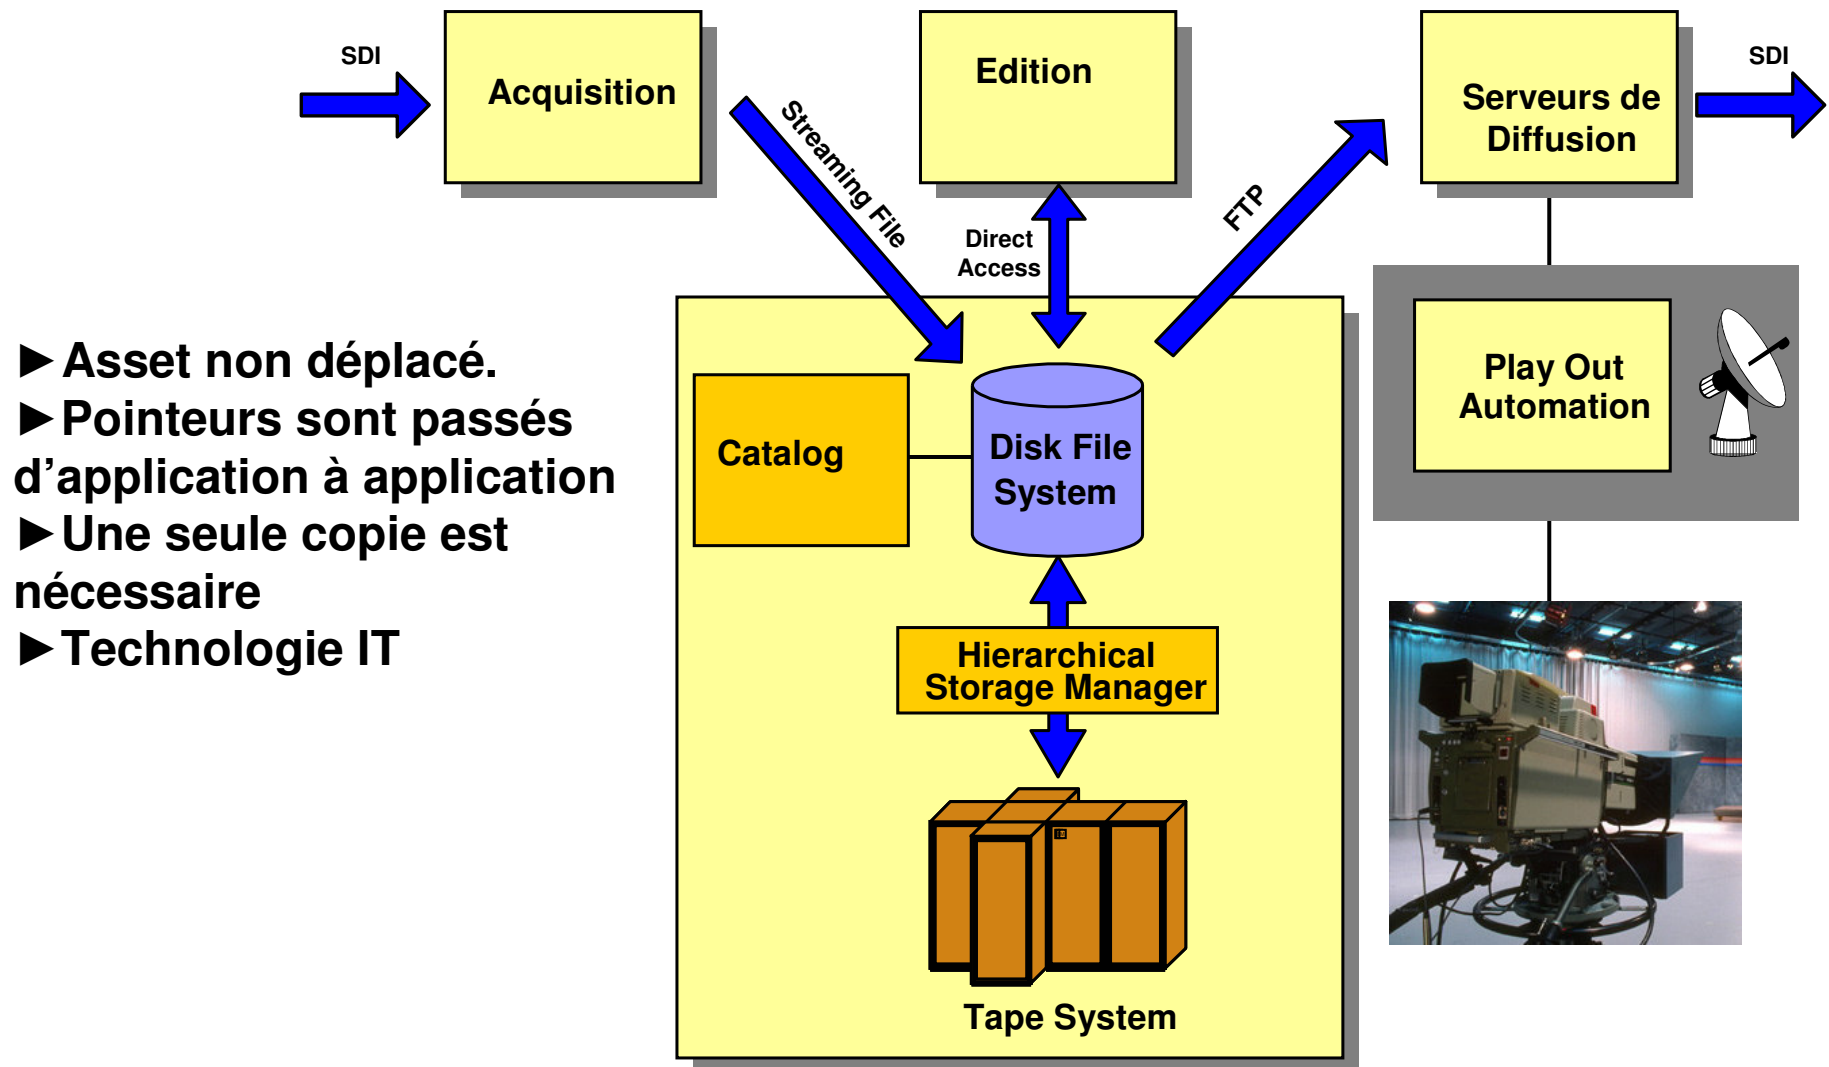 SDI
Acquisition
Streaming File
Edition
Direct
Access
FTP
Serveurs de
Diffusion
SDI
►Asset non déplacé.
►Pointeurs sont passés
d’application à application
►Une seule copie est
nécessaire
►Technologie IT
Catalog
Disk File
System
Play Out
Automation
Hierarchical
Storage Manager
Tape System